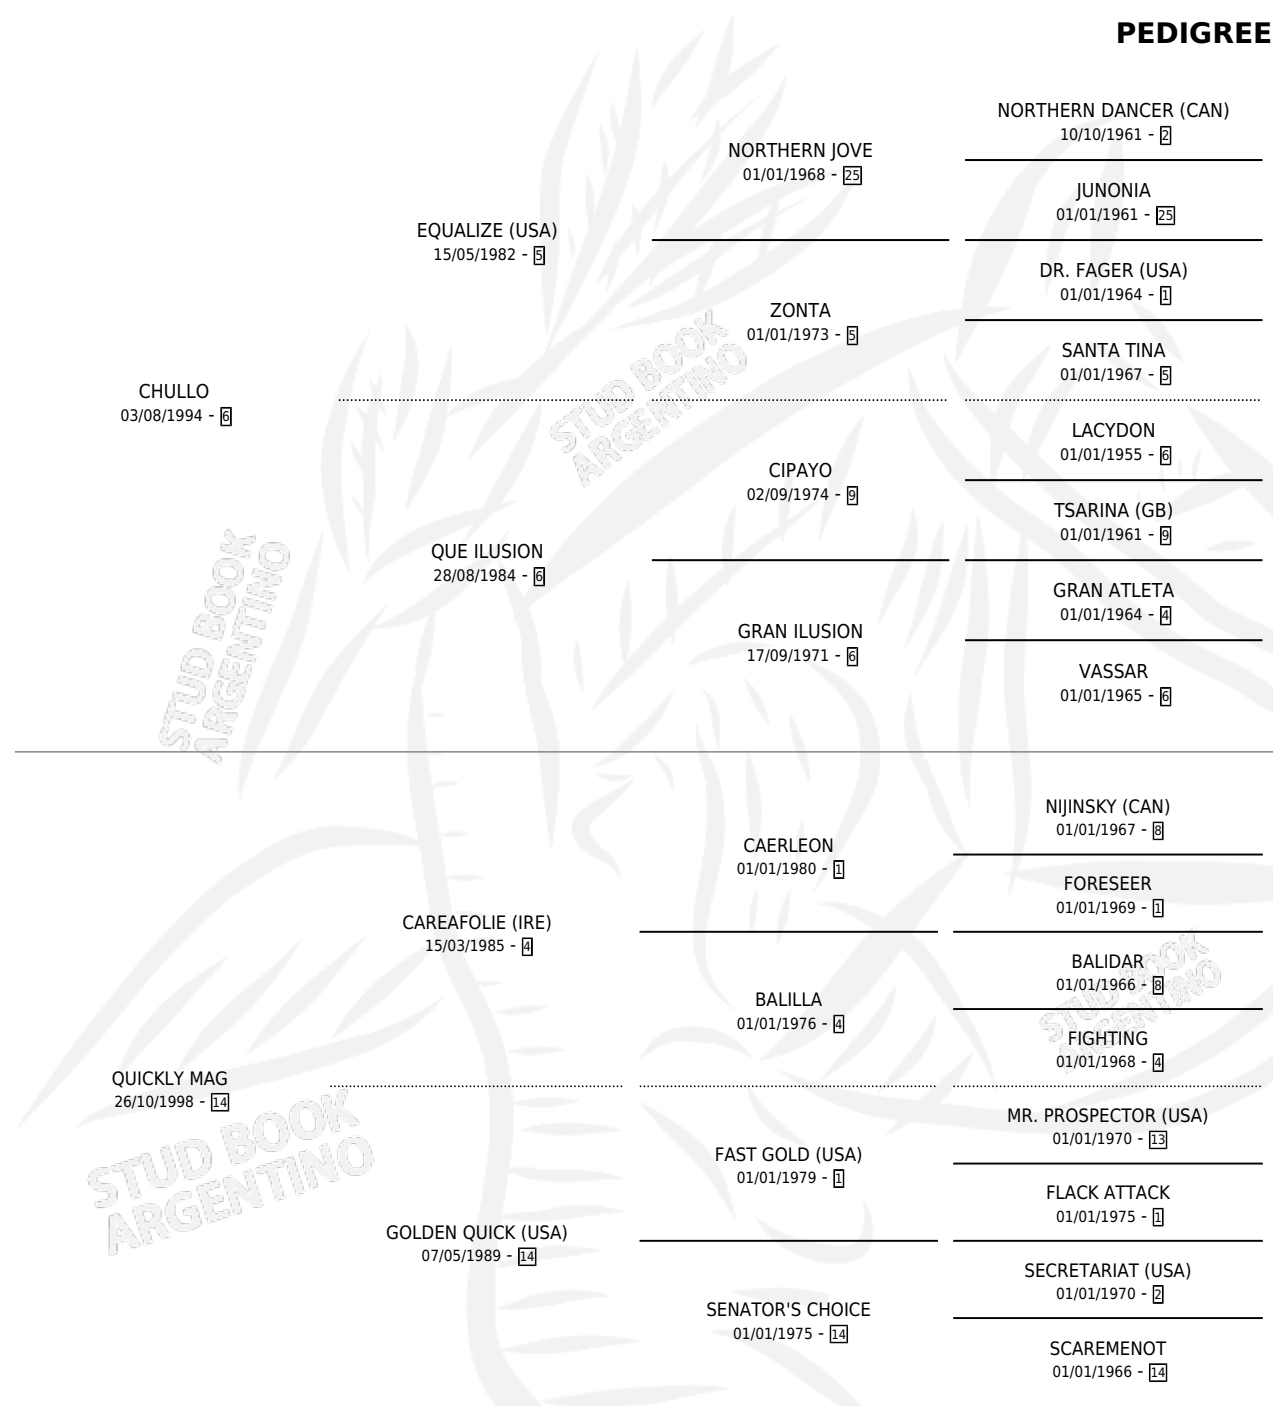 PEDIGREE
NORTHERN DANCER (CAN)
10/10/1961 - 2
NORTHERN JOVE
01/01/1968 - 25
JUNONIA
01/01/1961 - 25
EQUALIZE (USA)
15/05/1982 - 5
DR. FAGER (USA)
01/01/1964 - 1
ZONTA
01/01/1973 - 5
SANTA TINA
01/01/1967 - 5
CHULLO
03/08/1994 - 6
LACYDON
01/01/1955 - 6
CIPAYO
02/09/1974 - 9
TSARINA (GB)
01/01/1961 - 9
QUE ILUSION
28/08/1984 - 6
GRAN ATLETA
01/01/1964 - 4
GRAN ILUSION
17/09/1971 - 6
VASSAR
01/01/1965 - 6
NIJINSKY (CAN)
01/01/1967 - 8
CAERLEON
01/01/1980 - 1
FORESEER
01/01/1969 - 1
CAREAFOLIE (IRE)
15/03/1985 - 4
BALIDAR
01/01/1966 - 8
BALILLA
01/01/1976 - 4
FIGHTING
01/01/1968 - 4
QUICKLY MAG
26/10/1998 - 14
MR. PROSPECTOR (USA)
01/01/1970 - 13
FAST GOLD (USA)
01/01/1979 - 1
FLACK ATTACK
01/01/1975 - 1
GOLDEN QUICK (USA)
07/05/1989 - 14
SECRETARIAT (USA)
01/01/1970 - 2
SENATOR'S CHOICE
01/01/1975 - 14
SCAREMENOT
01/01/1966 - 14
STUD BOOK
ARGENTINO
STUD BOOK
ARGENTINO
STUD BOOK
ARGENTINO
STUD BOOK
ARGENTINO